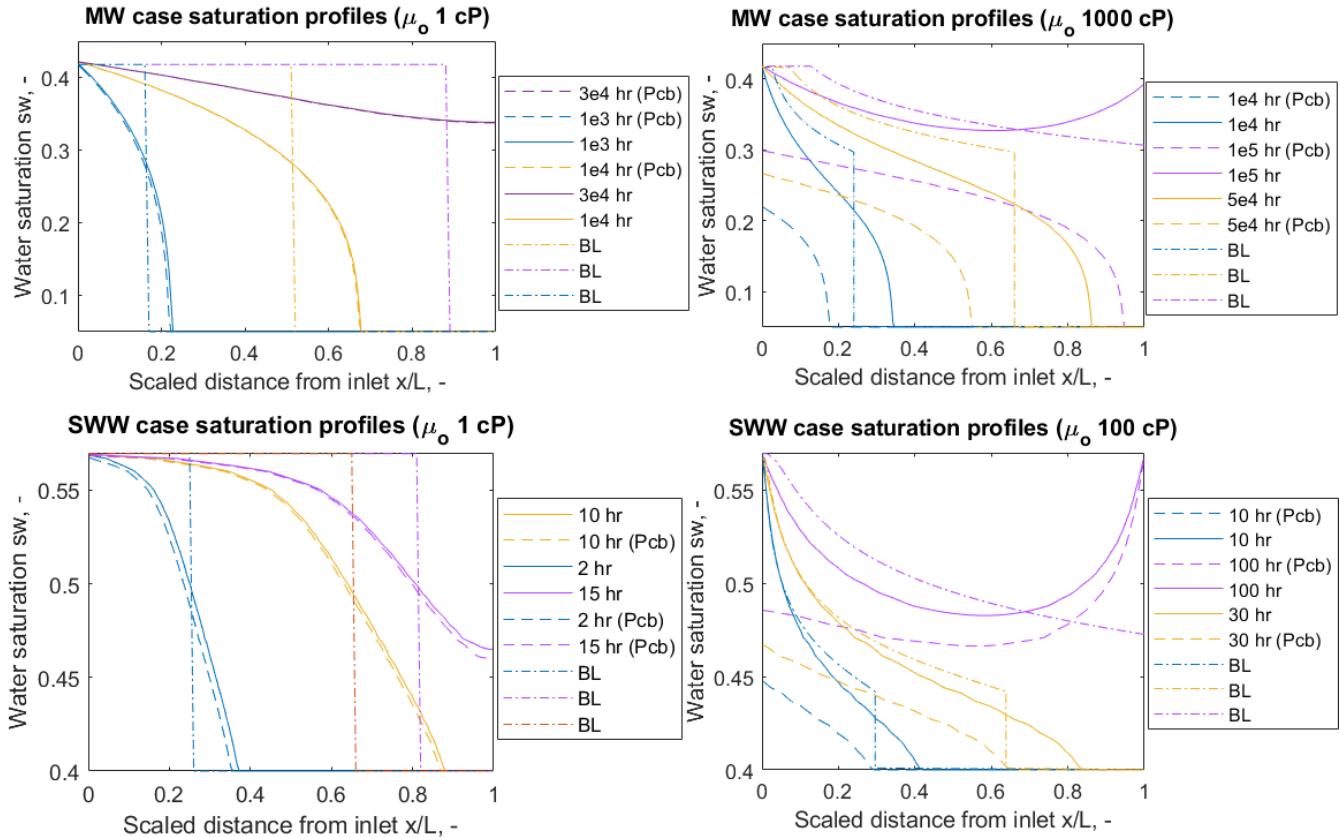 MW case saturation profiles (μo 1 cP)
Water saturation sw, -
0.4
0.3
0.2
0.1
0 0.2 0.4 0.6 0.8 1
Scaled distance from inlet x/L, -
3e4 hr (Pcb)
1e3 hr (Pcb)
1e3 hr
1e4 hr (Pcb)
3e4 hr
1e4 hr
BL
BL
BL
MW case saturation profiles (μo 1000 cP)
Water saturation sw, -
0.4
0.3
0.2
0.1
0 0.2 0.4 0.6 0.8 1
Scaled distance from inlet x/L, -
1e4 hr (Pcb)
1e4 hr
1e5 hr (Pcb)
1e5 hr
5e4 hr
5e4 hr (Pcb)
BL
BL
BL
SWW case saturation profiles (μo 1 cP)
Water saturation sw, -
0.55
0.5
0.45
0.4
0 0.2 0.4 0.6 0.8 1
Scaled distance from inlet x/L, -
10 hr
10 hr (Pcb)
2 hr
15 hr
2 hr (Pcb)
15 hr (Pcb)
BL
BL
BL
SWW case saturation profiles (μo 100 cP)
Water saturation sw, -
0.55
0.5
0.45
0.4
0 0.2 0.4 0.6 0.8 1
Scaled distance from inlet x/L, -
10 hr (Pcb)
10 hr
100 hr (Pcb)
100 hr
30 hr
30 hr (Pcb)
BL
BL
BL